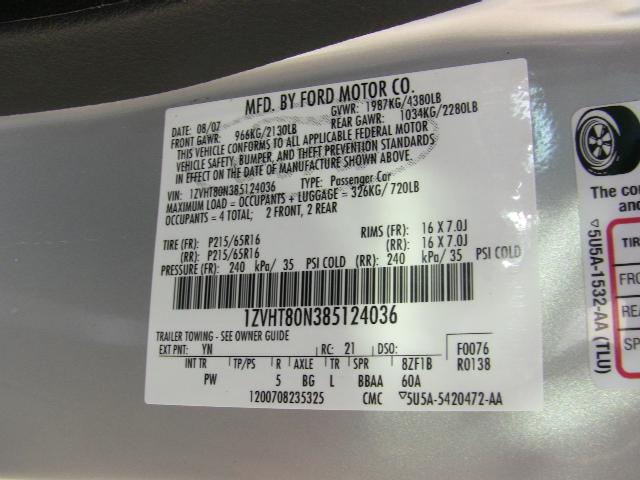 MFD. BY FORD MOTOR CO.
DATE: 08/07 GVWR: 1987KG/4380LB
FRONT GAWR: 966KG/2130LB REAR GAWR: 1034KG/2280LB
THIS VEHICLE CONFORMS TO ALL APPLICABLE FEDERAL MOTOR
VEHICLE SAFETY, BUMPER, AND THEFT PREVENTION STANDARDS
IN EFFECT ON THE DATE OF MANUFACTURE SHOWN ABOVE.
VIN: 1ZVHT80N385124036 TYPE: Passenger Car
MAXIMUM LOAD = OCCUPANTS + LUGGAGE = 326KG/720LB
OCCUPANTS = 4 TOTAL; 2 FRONT, 2 REAR
TIRE (FR): P215/65R16 RIMS (FR): 16 X 7.0J
(RR): P215/65R16 (RR): 16 X 7.0J
PRESSURE (FR): 240 kPa/ 35 PSI COLD (RR): 240 kPa/ 35 PSI COLD
1ZVHT80N385124036
TRAILER TOWING - SEE OWNER GUIDE
EXT PNT: YN RC: 21 DSO: F0076
INT TR TP/PS R AXLE TR SPR 8ZF1B R0138
PW 5 BG L BBAA 60A
1200708235325 CMC ▽5U5A-5420472-AA
The co
and
▽5U5A-1532-AA (TLU)
TIR
FRO
REA
SP